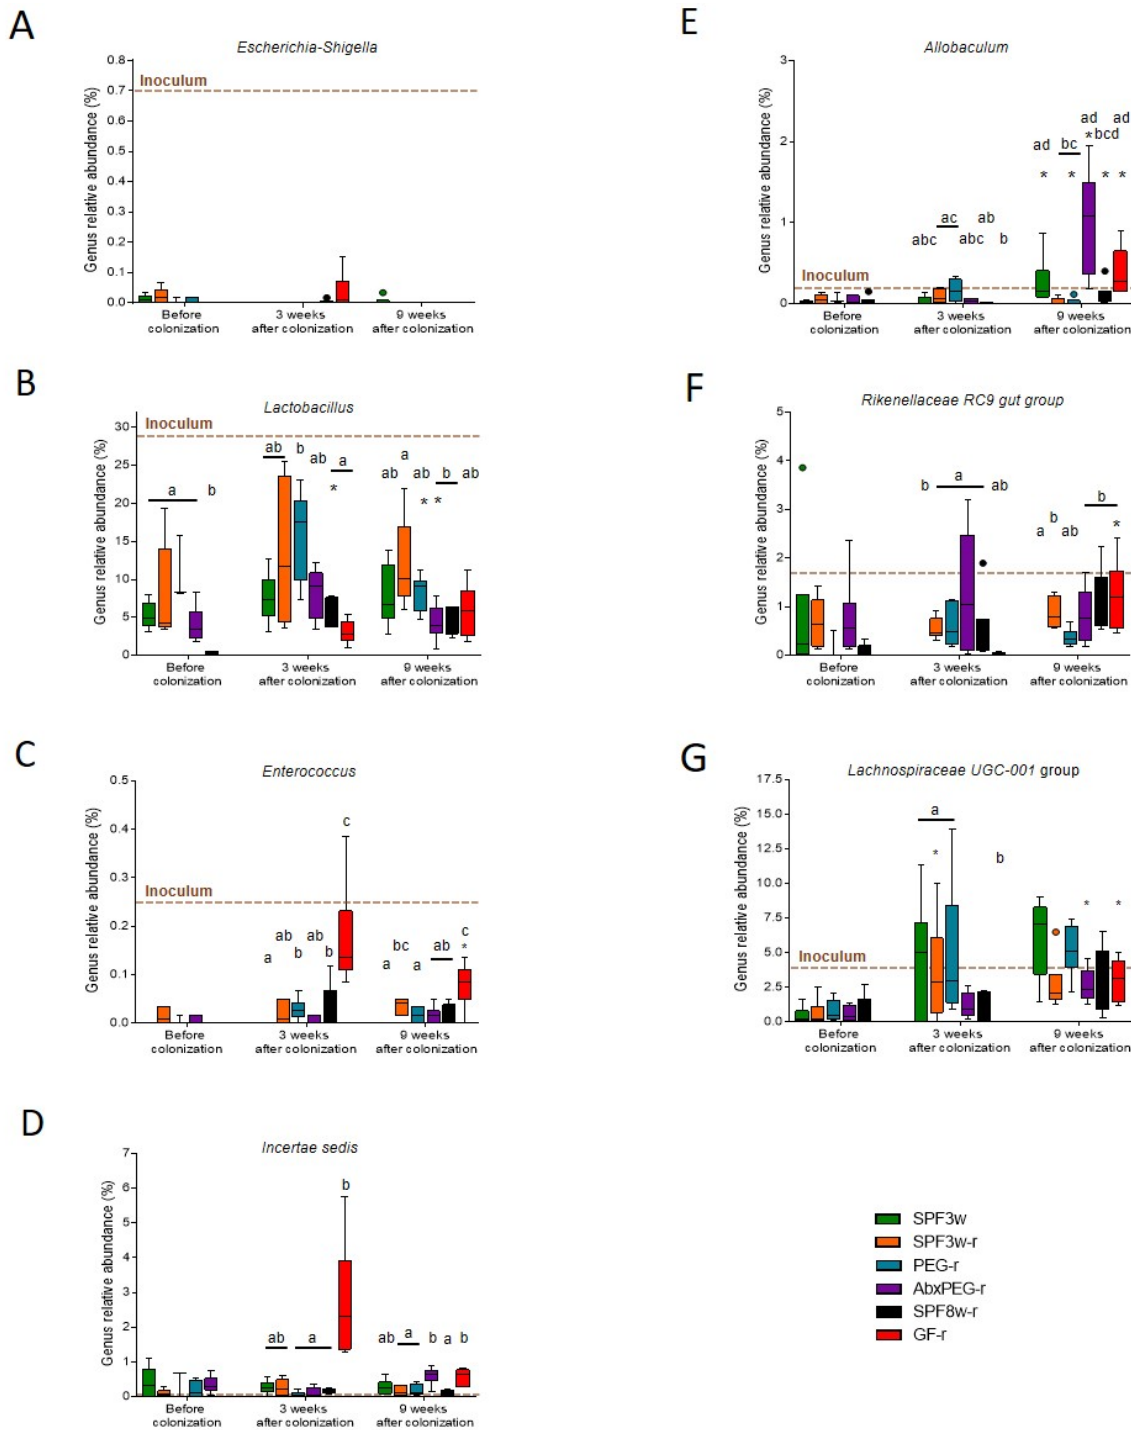 A
Escherichia-Shigella
Genus relative abundance (%)
0.8
0.7
0.6
0.5
0.4
0.3
0.2
0.1
0.0
Inoculum
Before colonization
3 weeks after colonization
9 weeks after colonization
B
Lactobacillus
Genus relative abundance (%)
30
25
20
15
10
5
0
Inoculum
a
b
ab
b
ab
a
*
ab
a
ab
*
*
b
ab
Before colonization
3 weeks after colonization
9 weeks after colonization
C
Enterococcus
Genus relative abundance (%)
0.5
0.4
0.3
0.2
0.1
0.0
Inoculum
a
ab
b
ab
b
c
a
bc
a
ab
c
*
Before colonization
3 weeks after colonization
9 weeks after colonization
D
Incertae sedis
Genus relative abundance (%)
7
6
5
4
3
2
1
0
ab
a
b
ab
a
b
a
b
Before colonization
3 weeks after colonization
9 weeks after colonization
E
Allobaculum
Genus relative abundance (%)
3
2
1
0
Inoculum
abc
ac
abc
ab
b
ad
*
bc
*
ad
*
bcd
*
ad
*
Before colonization
3 weeks after colonization
9 weeks after colonization
F
Rikenellaceae RC9 gut group
Genus relative abundance (%)
5
4
3
2
1
0
b
a
ab
a
b
ab
b
*
Before colonization
3 weeks after colonization
9 weeks after colonization
G
Lachnospiraceae UGC-001 group
Genus relative abundance (%)
17.5
15.0
12.5
10.0
7.5
5.0
2.5
0.0
Inoculum
a
*
b
*
*
Before colonization
3 weeks after colonization
9 weeks after colonization
SPF3w
SPF3w-r
PEG-r
AbxPEG-r
SPF8w-r
GF-r